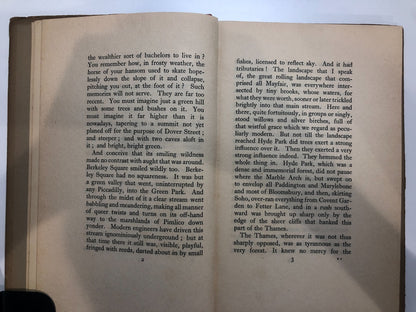 the wealthier sort of bachelors to live in?
You remember how, in frosty weather, the
horse of your hansom used to skate hope-
lessly down the slope of it and collapse,
pitching you out, at the foot of it? Such
memories will not serve. They are far too
recent. You must imagine just a green hill
with some trees and bushes on it. You
must imagine it far higher than it is
nowadays, tapering to a summit not yet
planed off for the purpose of Dover Street;
and steeper; and with two caves aloft in
it; and bright, bright green.
And conceive that its smiling wildness
made no contrast with aught that was around.
Berkeley Square smiled wildly too. Berke-
ley Square had no squareness. It was but
a green valley that went, uninterrupted by
any Piccadilly, into the Green Park. And
through the midst of it a clear stream went
babbling and meandering, making all manner
of queer twists and turns on its off-hand
way to the marshlands of Pimlico down
yonder. Modern engineers have driven this
stream ignominiously underground; but at
that time there it still was, visible, playful,
fringed with reeds, darted about in by small
2
fishes, licensed to reflect sky. And it had
tributaries! The landscape that I speak
of, the great rolling landscape that com-
prised all Mayfair, was everywhere inter-
sected by tiny brooks, whose waters, for
what they were worth, sooner or later trickled
brightly into that main stream. Here and
there, quite fortuitously, in groups or singly,
stood willows and silver birches, full of
that wistful grace which we regard as pecu-
liarly modern. But not till the landscape
reached Hyde Park did trees exert a strong
influence over it. Then they exerted a very
strong influence indeed. They hemmed the
whole thing in. Hyde Park, which was a
dense and immemorial forest, did not pause
where the Marble Arch is, but swept on
to envelop all Paddington and Marylebone
and most of Bloomsbury, and then, skirting
Soho, over-ran everything from Covent Gar-
den to Fetter Lane, and in a rush south-
ward was brought up sharp only by the
edge of the sheer cliffs that banked this
part of the Thames.
The Thames, wherever it was not thus
sharply opposed, was as tyrannous as the
very forest. It knew no mercy for the
3